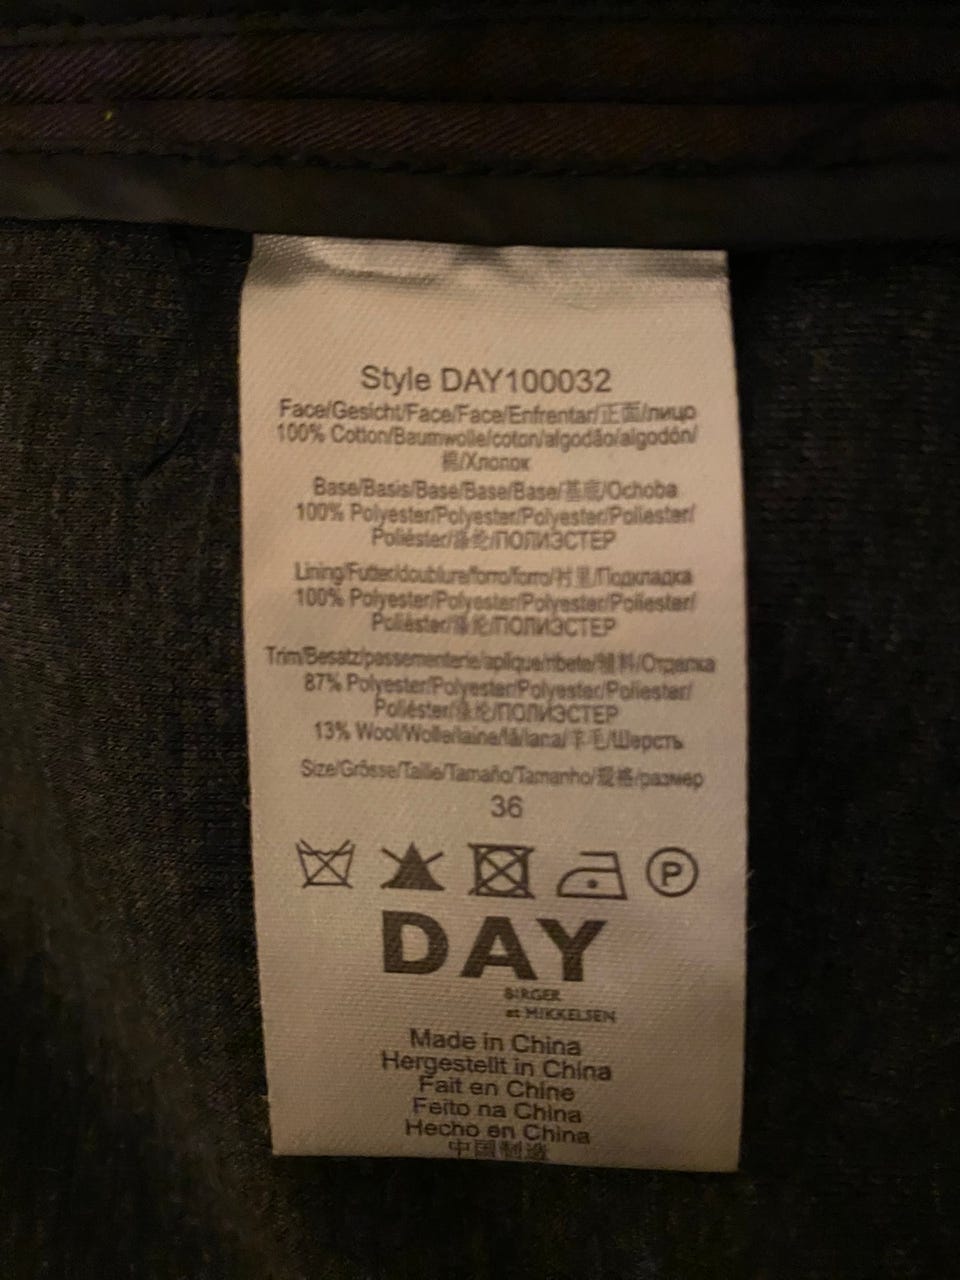 Style DAY100032
Face/Gesicht/Face/Face/Enfrentar/正面/лицо
100% Cotton/Baumwolle/coton/algodão/algodón/
棉/Хлопок
Base/Basis/Base/Base/Base/基底/Ochoba
100% Polyester/Polyester/Polyester/Poliester/
Poliéster/涤纶/ПОЛИЭСТЕР
Lining/Futter/doublure/forro/forro/衬里/Подкладка
100% Polyester/Polyester/Polyester/Poliester/
Poliéster/涤纶/ПОЛИЭСТЕР
Trim/Besatz/passementerie/aplique/ribete/辅料/Отделка
87% Polyester/Polyester/Polyester/Poliester/
Poliéster/涤纶/ПОЛИЭСТЕР
13% Wool/Wolle/laine/lã/lana/羊毛/Шерсть
Size/Grösse/Taille/Tamaño/Tamanho/规格/размер
36
P
DAY
BIRGER
et MIKKELSEN
Made in China
Hergestellt in China
Fait en Chine
Feito na China
Hecho en China
中国制造